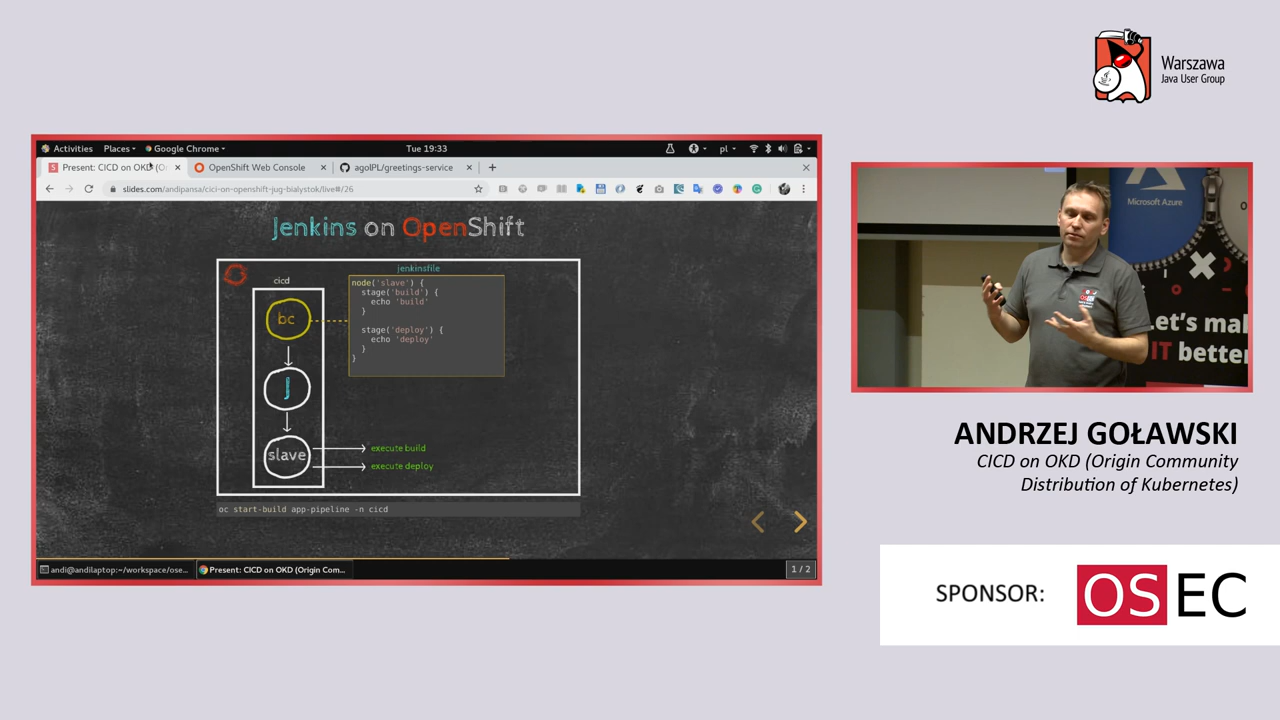 Warszawa
Java User Group
Activities Places Google Chrome Tue 19:33 pl
Present: CICD on OKD (Or
OpenShift Web Console
agolPL/greetings-service
slides.com/andipansa/cici-on-openshift-jug-bialystok/live#/26
Jenkins on OpenShift
cicd
jenkinsfile
bc
node('slave') {
stage('build') {
echo 'build'
}
stage('deploy') {
echo 'deploy'
}
}
J
slave
execute build
execute deploy
oc start-build app-pipeline -n cicd
andi@andilaptop:~/workspace/ose...
Present: CICD on OKD (Origin Com...
1 / 2
Microsoft Azure
Let's mak
IT better
ANDRZEJ GOŁAWSKI
CICD on OKD (Origin Community
Distribution of Kubernetes)
SPONSOR:
OSEC